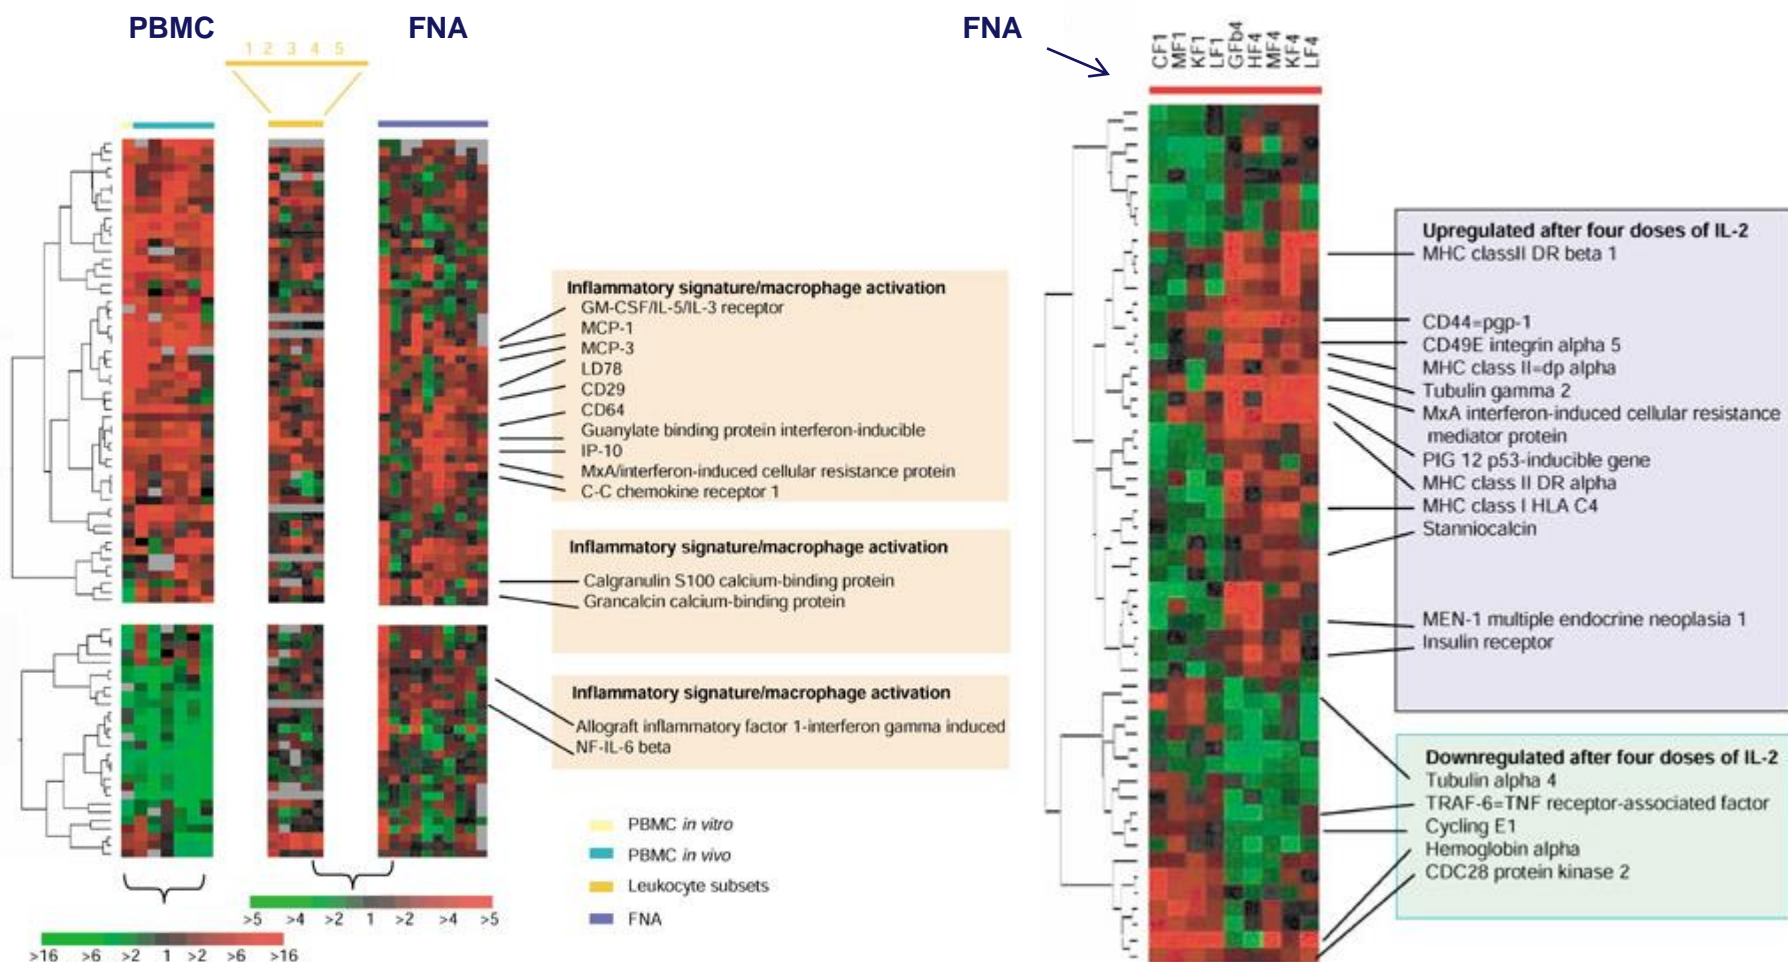 PBMC
FNA
1 2 3 4 5
Inflammatory signature/macrophage activation
GM-CSF/IL-5/IL-3 receptor
MCP-1
MCP-3
LD78
CD29
CD64
Guanylate binding protein interferon-inducible
IP-10
MxA/interferon-induced cellular resistance protein
C-C chemokine receptor 1
Inflammatory signature/macrophage activation
Calgranulin S100 calcium-binding protein
Grancalcin calcium-binding protein
Inflammatory signature/macrophage activation
Allograft inflammatory factor 1-interferon gamma induced
NF-IL-6 beta
PBMC in vitro
PBMC in vivo
Leukocyte subsets
FNA
>5 >4 >2 1 >2 >4 >5
>16 >6 >2 1 >2 >6 >16
FNA
CF1
MF1
KF1
LF1
GFb4
HF4
MF4
KF4
LF4
Upregulated after four doses of IL-2
MHC classII DR beta 1
CD44=pgp-1
CD49E integrin alpha 5
MHC class II=dp alpha
Tubulin gamma 2
MxA interferon-induced cellular resistance
mediator protein
PIG 12 p53-inducible gene
MHC class II DR alpha
MHC class I HLA C4
Stanniocalcin
MEN-1 multiple endocrine neoplasia 1
Insulin receptor
Downregulated after four doses of IL-2
Tubulin alpha 4
TRAF-6=TNF receptor-associated factor
Cycling E1
Hemoglobin alpha
CDC28 protein kinase 2